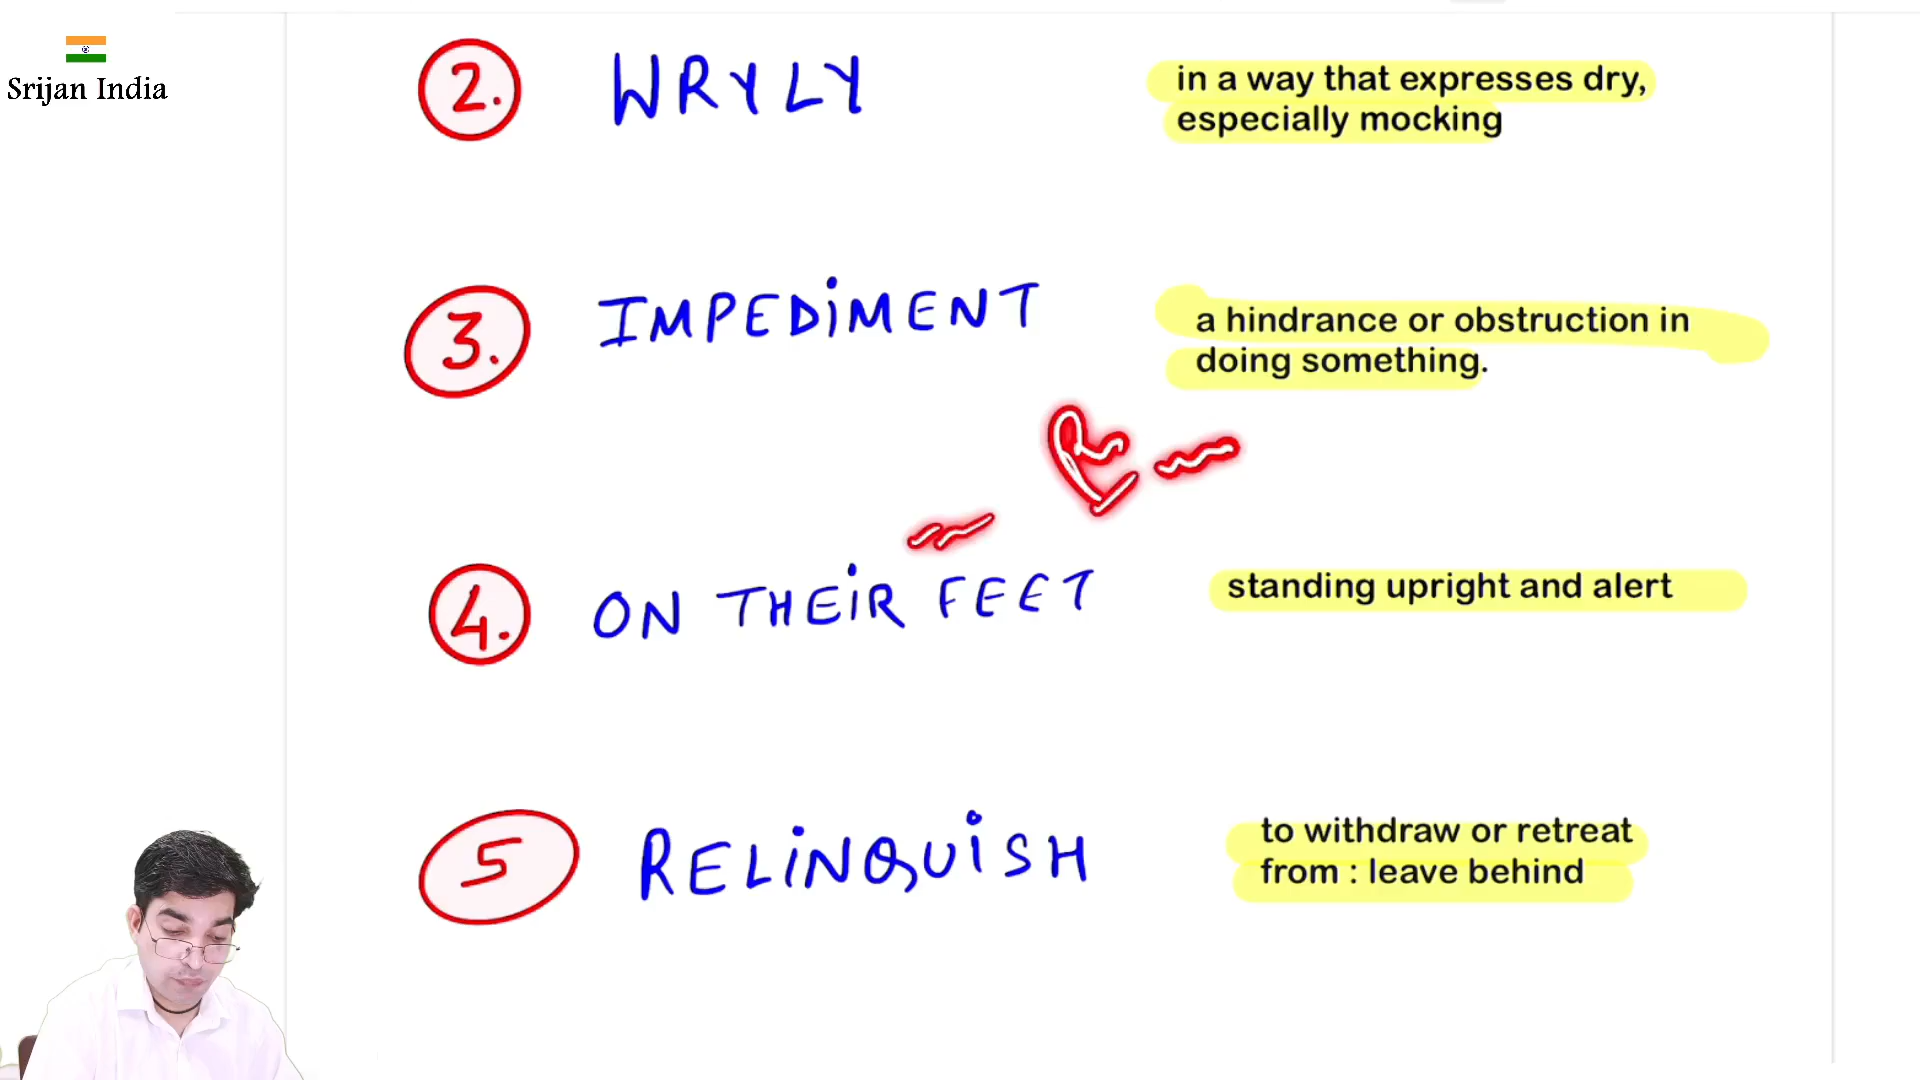 Srijan India
2. WRYLY
in a way that expresses dry,
especially mocking
3. IMPEDiMENT
a hindrance or obstruction in
doing something.
4. ON THEiR FEET
standing upright and alert
5 RELiNQUiSH
to withdraw or retreat
from : leave behind